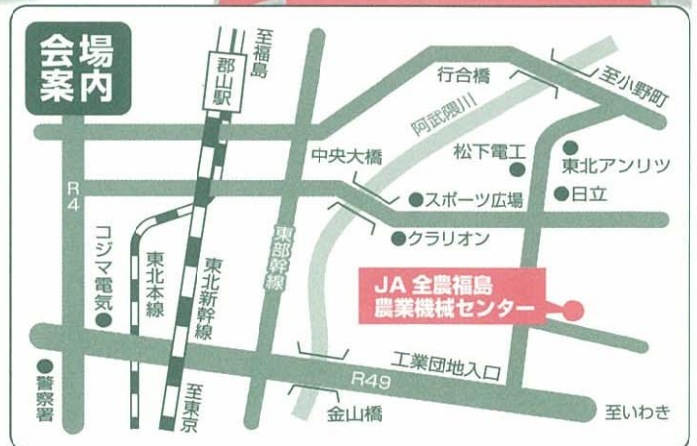 会場
案内
至福島
郡山駅
行合橋
至小野町
阿武隈川
中央大橋
松下電工
東北アンリツ
スポーツ広場
日立
クラリオン
R4
コジマ電気
東北本線
東北新幹線
東部幹線
JA 全農福島
農業機械センター
工業団地入口
R49
警察署
至東京
金山橋
至いわき